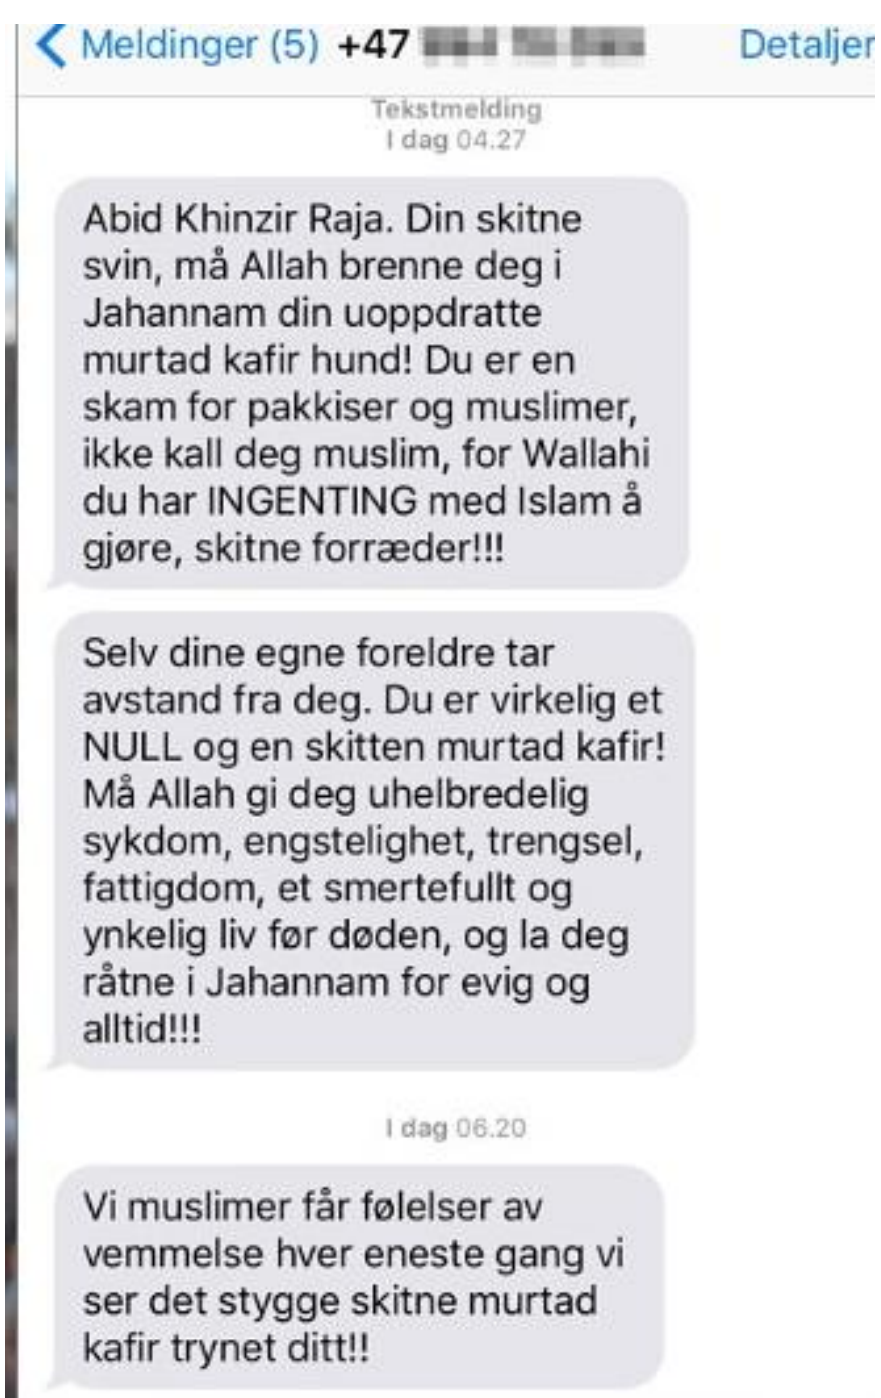 Meldinger (5) +47 Detaljer
Tekstmelding
I dag 04.27
Abid Khinzir Raja. Din skitne
svin, må Allah brenne deg i
Jahannam din uoppdratte
murtad kafir hund! Du er en
skam for pakkiser og muslimer,
ikke kall deg muslim, for Wallahi
du har INGENTING med Islam å
gjøre, skitne forræder!!!
Selv dine egne foreldre tar
avstand fra deg. Du er virkelig et
NULL og en skitten murtad kafir!
Må Allah gi deg uhelbredelig
sykdom, engstelighet, trengsel,
fattigdom, et smertefullt og
ynkelig liv før døden, og la deg
råtne i Jahannam for evig og
alltid!!!
I dag 06.20
Vi muslimer får følelser av
vemmelse hver eneste gang vi
ser det stygge skitne murtad
kafir trynet ditt!!